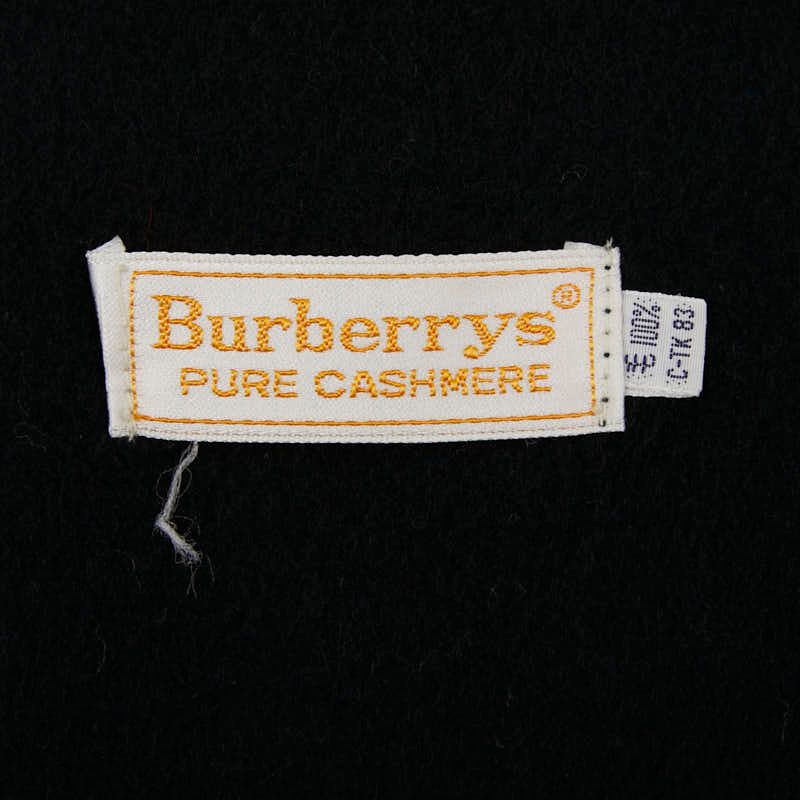 Burberrys®
PURE CASHMERE
毛 100%
C-TK 83